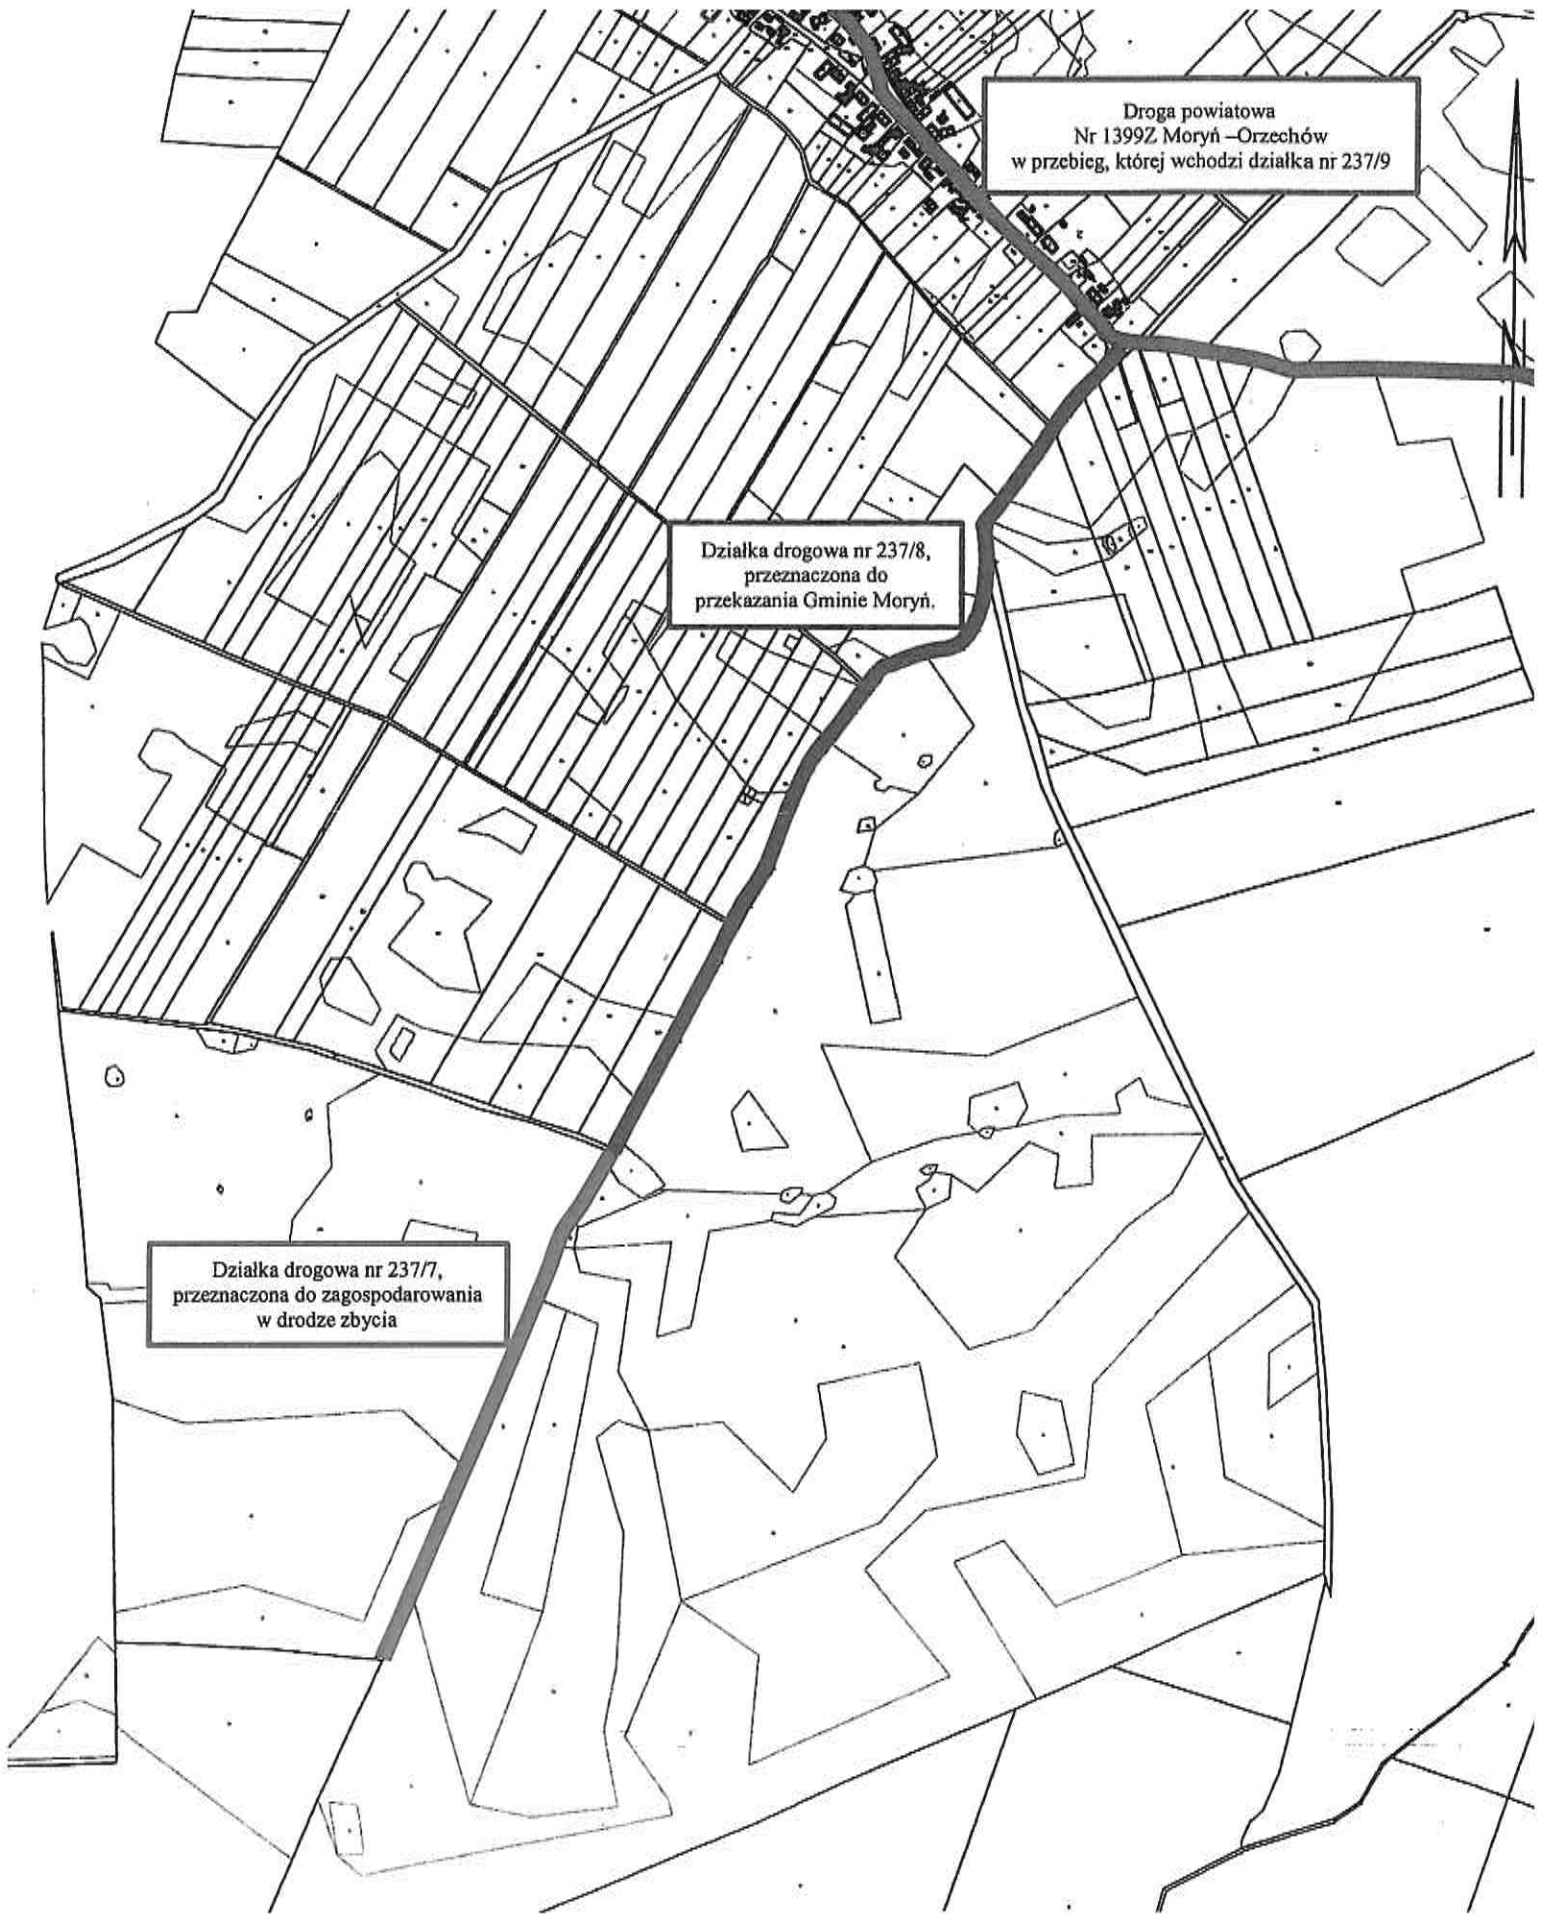 Droga powiatowa
Nr 1399Z Moryń –Orzechów
w przebieg, której wchodzi działka nr 237/9
Działka drogowa nr 237/8,
przeznaczona do
przekazania Gminie Moryń.
Działka drogowa nr 237/7,
przeznaczona do zagospodarowania
w drodze zbycia